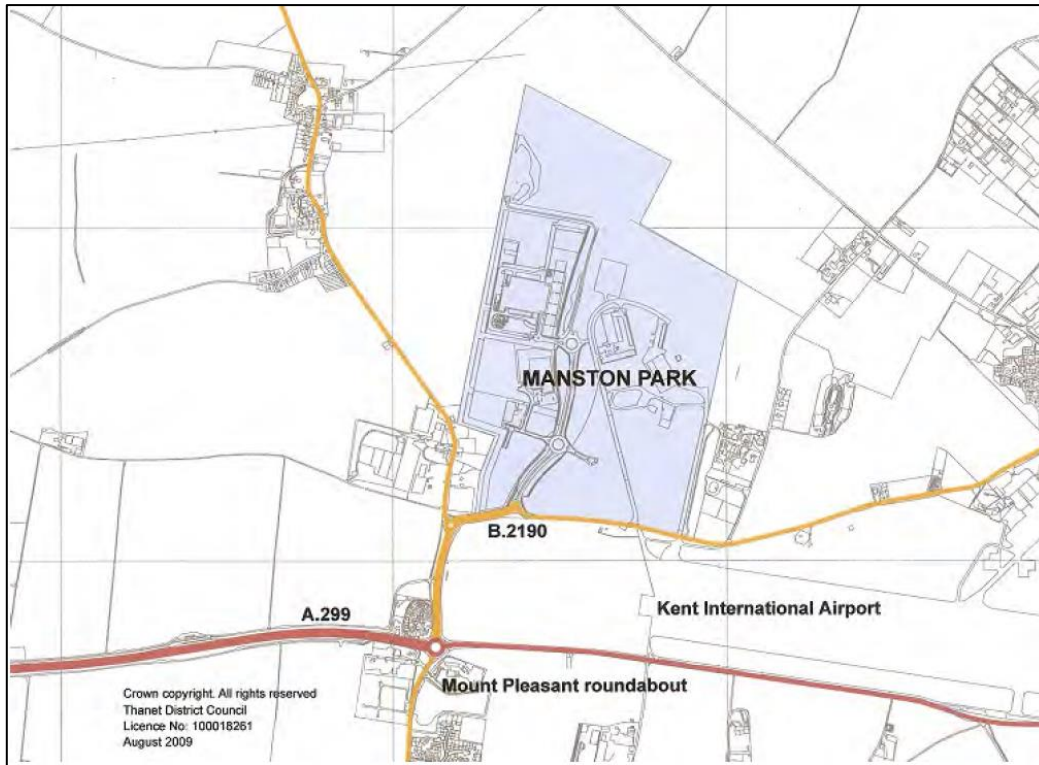 MANSTON PARK
B.2190
A.299
Kent International Airport
Mount Pleasant roundabout
Crown copyright. All rights reserved
Thanet District Council
Licence No: 100018261
August 2009